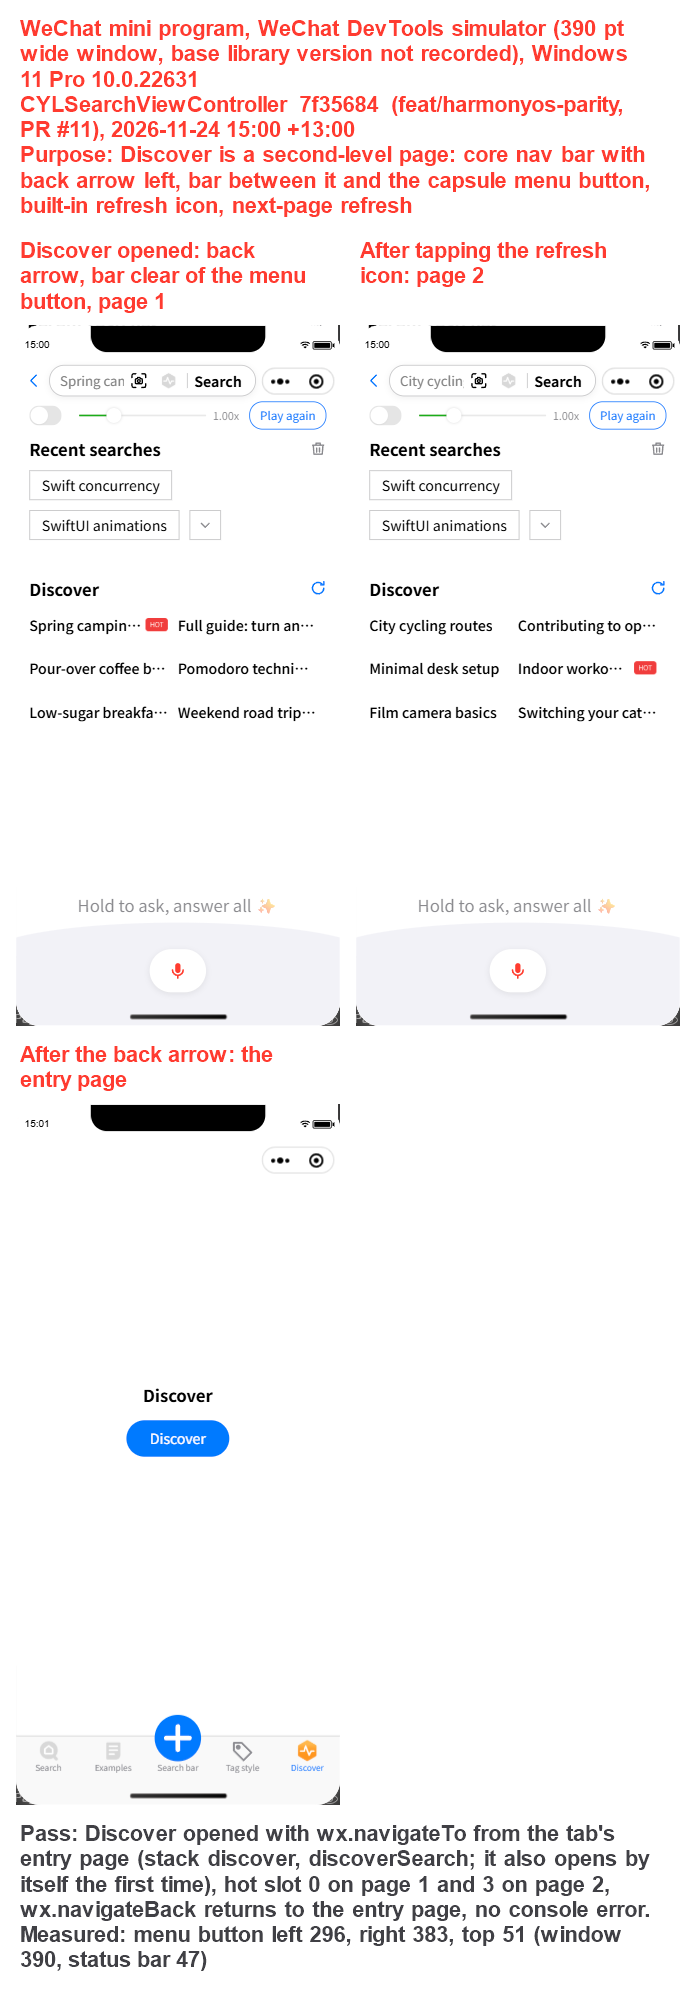 WeChat mini program, WeChat DevTools simulator (390 pt
wide window, base library version not recorded), Windows
11 Pro 10.0.22631
CYLSearchViewController 7f35684 (feat/harmonyos-parity,
PR #11), 2026-11-24 15:00 +13:00
Purpose: Discover is a second-level page: core nav bar with
back arrow left, bar between it and the capsule menu button,
built-in refresh icon, next-page refresh
Discover opened: back
arrow, bar clear of the menu
button, page 1
15:00
Spring can
Search
1.00x
Play again
Recent searches
Swift concurrency
SwiftUI animations
Discover
Spring campin··· HOT Full guide: turn an···
Pour-over coffee b··· Pomodoro techni···
Low-sugar breakfa··· Weekend road trip···
Hold to ask, answer all
After tapping the refresh
icon: page 2
15:00
City cyclin
Search
1.00x
Play again
Recent searches
Swift concurrency
SwiftUI animations
Discover
City cycling routes Contributing to op···
Minimal desk setup Indoor worko··· HOT
Film camera basics Switching your cat···
Hold to ask, answer all
After the back arrow: the
entry page
15:01
Discover
Discover
Search Examples Search bar Tag style Discover
Pass: Discover opened with wx.navigateTo from the tab's
entry page (stack discover, discoverSearch; it also opens by
itself the first time), hot slot 0 on page 1 and 3 on page 2,
wx.navigateBack returns to the entry page, no console error.
Measured: menu button left 296, right 383, top 51 (window
390, status bar 47)